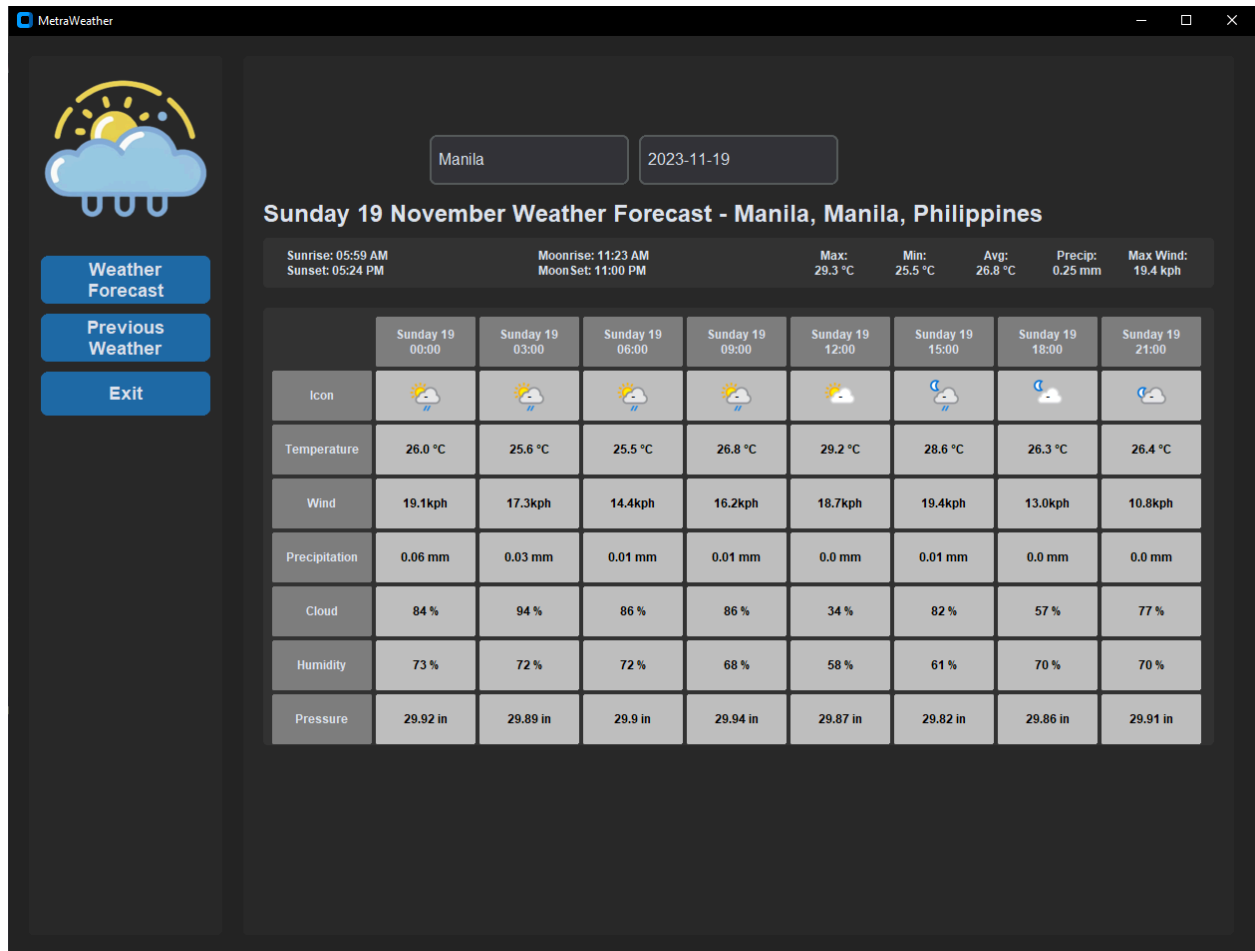 MetraWeather
Manila
2023-11-19
Sunday 19 November Weather Forecast - Manila, Manila, Philippines
Sunrise: 05:59 AM Moonrise: 11:23 AM Max: Min: Avg: Precip: Max Wind:
Sunset: 05:24 PM MoonSet: 11:00 PM 29.3 °C 25.5 °C 26.8 °C 0.25 mm 19.4 kph
Weather
Forecast
Previous
Weather
Exit
Sunday 19 Sunday 19 Sunday 19 Sunday 19 Sunday 19 Sunday 19 Sunday 19 Sunday 19
00:00 03:00 06:00 09:00 12:00 15:00 18:00 21:00
Icon
Temperature 26.0 °C 25.6 °C 25.5 °C 26.8 °C 29.2 °C 28.6 °C 26.3 °C 26.4 °C
Wind 19.1kph 17.3kph 14.4kph 16.2kph 18.7kph 19.4kph 13.0kph 10.8kph
Precipitation 0.06 mm 0.03 mm 0.01 mm 0.01 mm 0.0 mm 0.01 mm 0.0 mm 0.0 mm
Cloud 84 % 94 % 86 % 86 % 34 % 82 % 57 % 77 %
Humidity 73 % 72 % 72 % 68 % 58 % 61 % 70 % 70 %
Pressure 29.92 in 29.89 in 29.9 in 29.94 in 29.87 in 29.82 in 29.86 in 29.91 in